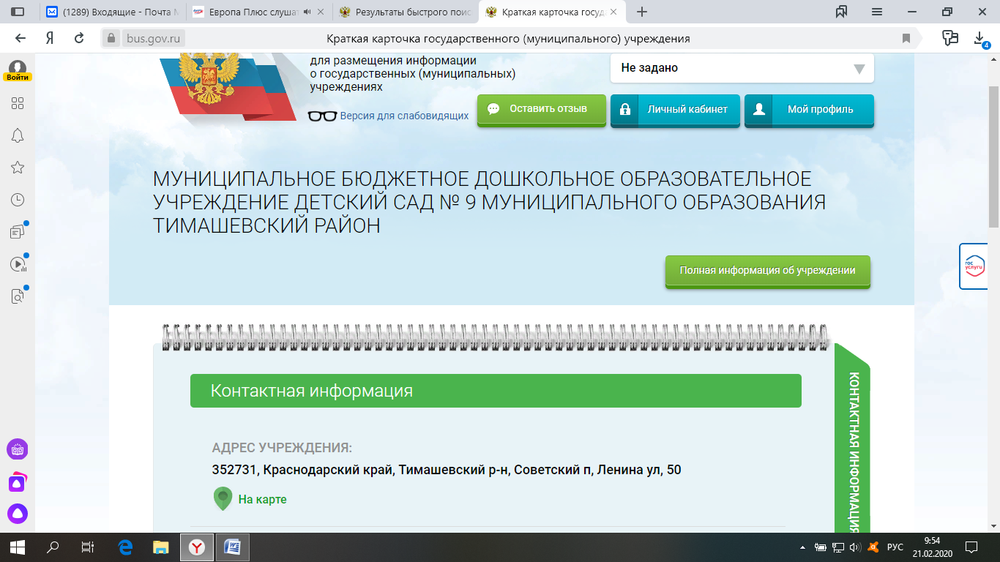 (1289) Входящие - Почта М
Европа Плюс слушат
Результаты быстрого поис
Краткая карточка госуд
Я
bus.gov.ru
Краткая карточка государственного (муниципального) учреждения
4
Войти
для размещения информации
о государственных (муниципальных)
учреждениях
Не задано
Версия для слабовидящих
Оставить отзыв
Личный кабинет
Мой профиль
МУНИЦИПАЛЬНОЕ БЮДЖЕТНОЕ ДОШКОЛЬНОЕ ОБРАЗОВАТЕЛЬНОЕ
УЧРЕЖДЕНИЕ ДЕТСКИЙ САД № 9 МУНИЦИПАЛЬНОГО ОБРАЗОВАНИЯ
ТИМАШЕВСКИЙ РАЙОН
гос
услуги
Полная информация об учреждении
Контактная информация
КОНТАКТНАЯ ИНФОРМАЦИЯ
АДРЕС УЧРЕЖДЕНИЯ:
352731, Краснодарский край, Тимашевский р-н, Советский п, Ленина ул, 50
На карте
РУС
9:54
21.02.2020